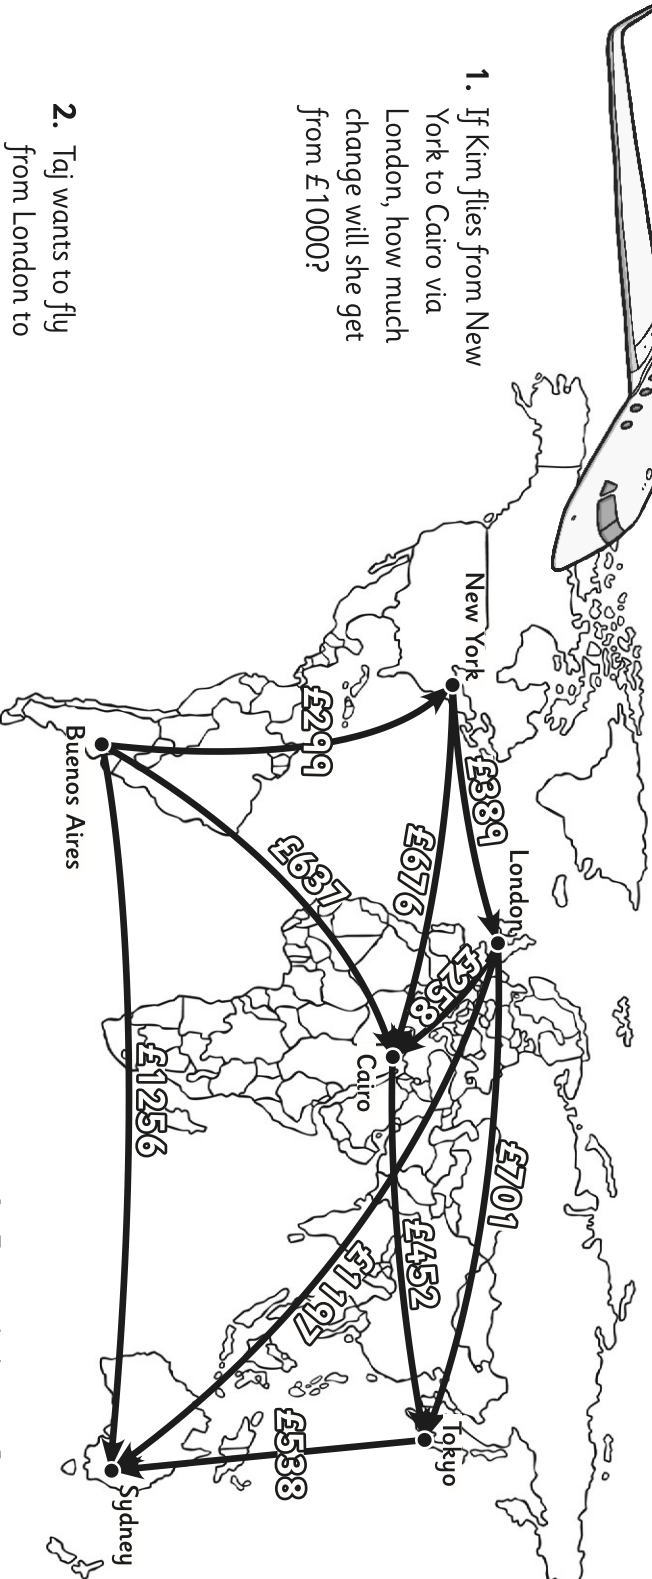 1. If Kim flies from New
York to Cairo via
London, how much
change will she get
from £1000?
2. Taj wants to fly
from London to
New York
London
Cairo
Tokyo
Buenos Aires
Sydney
£389
£701
£676
£258
£299
£637
£452
£1197
£538
£1256